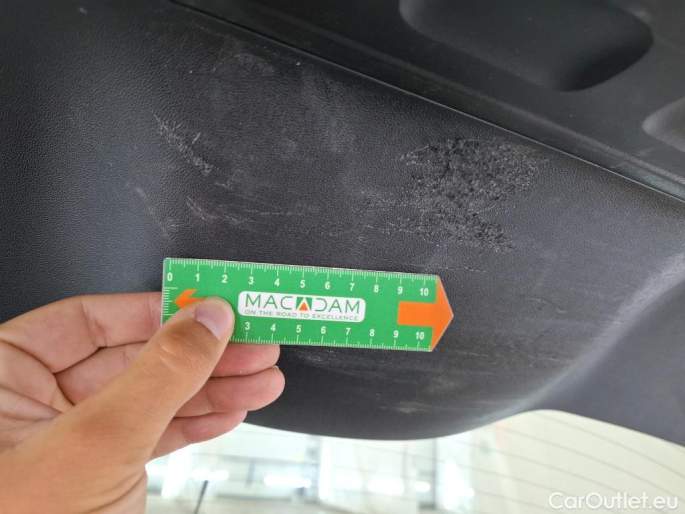 0 1 2 3 4 5 6 7 8 9 10
MACADAM
ON THE ROAD TO EXCELLENCE
3 4 5 6 7 8 9 10
CarOutlet.eu